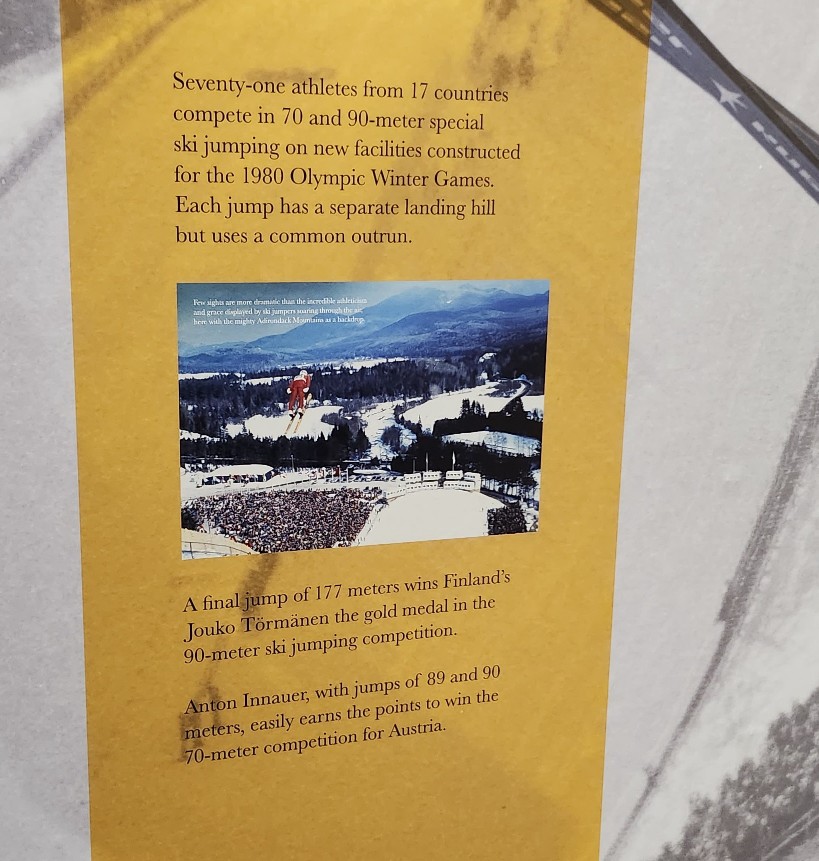 Seventy-one athletes from 17 countries
compete in 70 and 90-meter special
ski jumping on new facilities constructed
for the 1980 Olympic Winter Games.
Each jump has a separate landing hill
but uses a common outrun.
Few sights are more dramatic than the incredible athleticism
and grace displayed by ski jumpers soaring through the air,
here with the mighty Adirondack Mountains as a backdrop.
A final jump of 177 meters wins Finland's
Jouko Törmänen the gold medal in the
90-meter ski jumping competition.
Anton Innauer, with jumps of 89 and 90
meters, easily earns the points to win the
70-meter competition for Austria.